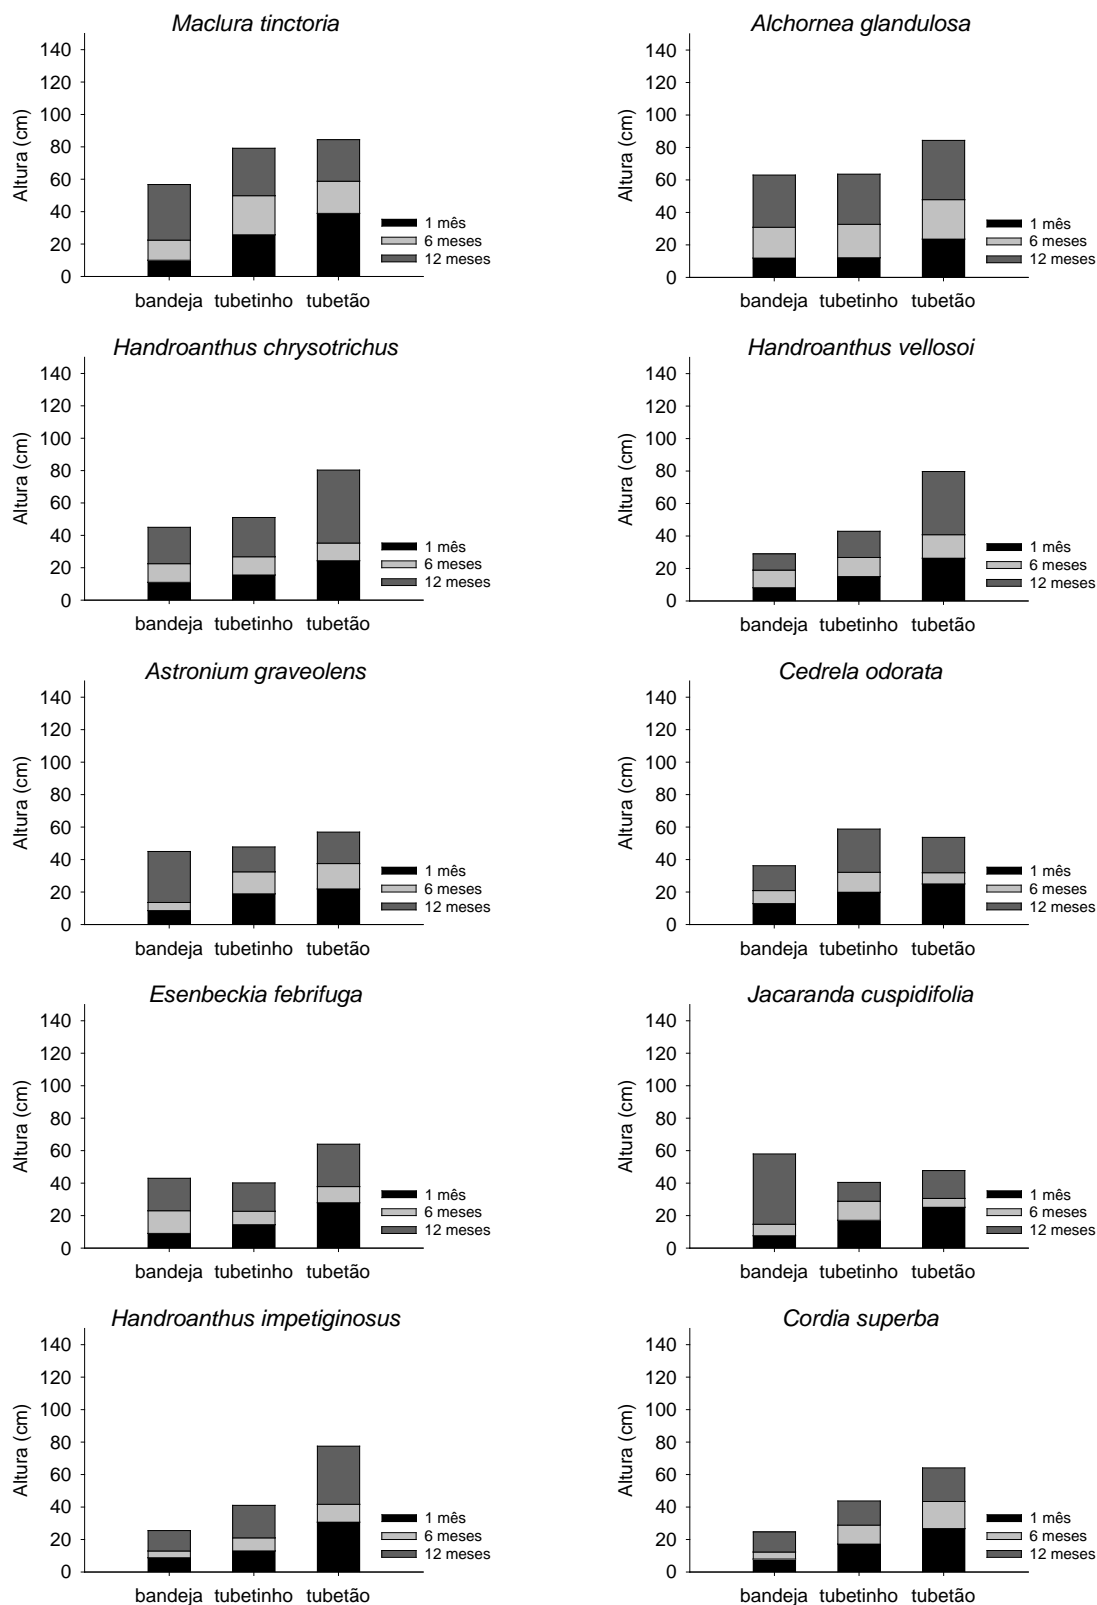 Maclura tinctoria
140
120
100
80
60
40
20
0
Altura (cm)
1 mês
6 meses
12 meses
bandeja tubetinho tubetão
Alchornea glandulosa
140
120
100
80
60
40
20
0
Altura (cm)
1 mês
6 meses
12 meses
bandeja tubetinho tubetão
Handroanthus chrysotrichus
140
120
100
80
60
40
20
0
Altura (cm)
1 mês
6 meses
12 meses
bandeja tubetinho tubetão
Handroanthus vellosoi
140
120
100
80
60
40
20
0
Altura (cm)
1 mês
6 meses
12 meses
bandeja tubetinho tubetão
Astronium graveolens
140
120
100
80
60
40
20
0
Altura (cm)
1 mês
6 meses
12 meses
bandeja tubetinho tubetão
Cedrela odorata
140
120
100
80
60
40
20
0
Altura (cm)
1 mês
6 meses
12 meses
bandeja tubetinho tubetão
Esenbeckia febrifuga
140
120
100
80
60
40
20
0
Altura (cm)
1 mês
6 meses
12 meses
bandeja tubetinho tubetão
Jacaranda cuspidifolia
140
120
100
80
60
40
20
0
Altura (cm)
1 mês
6 meses
12 meses
bandeja tubetinho tubetão
Handroanthus impetiginosus
140
120
100
80
60
40
20
0
Altura (cm)
1 mês
6 meses
12 meses
bandeja tubetinho tubetão
Cordia superba
140
120
100
80
60
40
20
0
Altura (cm)
1 mês
6 meses
12 meses
bandeja tubetinho tubetão